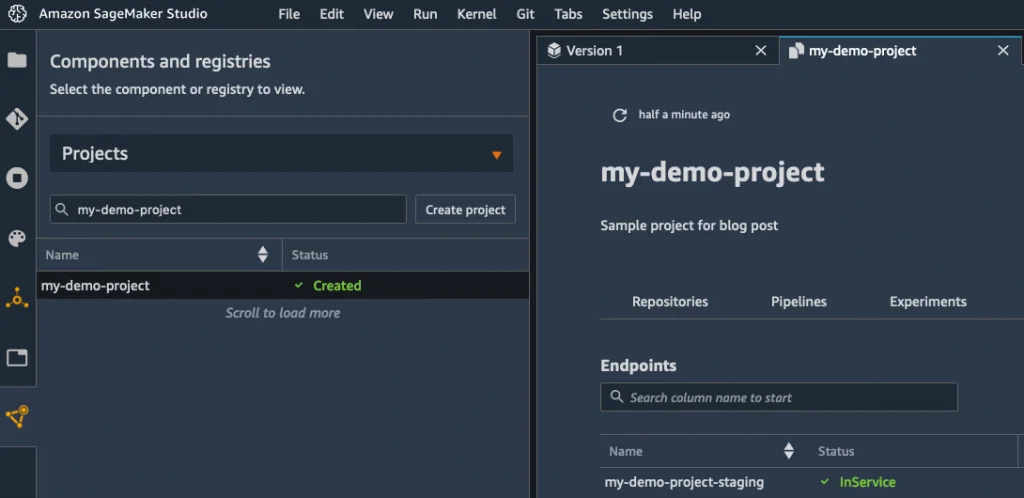 Amazon SageMaker Studio File Edit View Run Kernel Git Tabs Settings Help
Components and registries
Select the component or registry to view.
Projects
my-demo-project Create project
Name Status
my-demo-project Created
Scroll to load more
Version 1 my-demo-project
half a minute ago
my-demo-project
Sample project for blog post
Repositories Pipelines Experiments
Endpoints
Search column name to start
Name Status
my-demo-project-staging InService